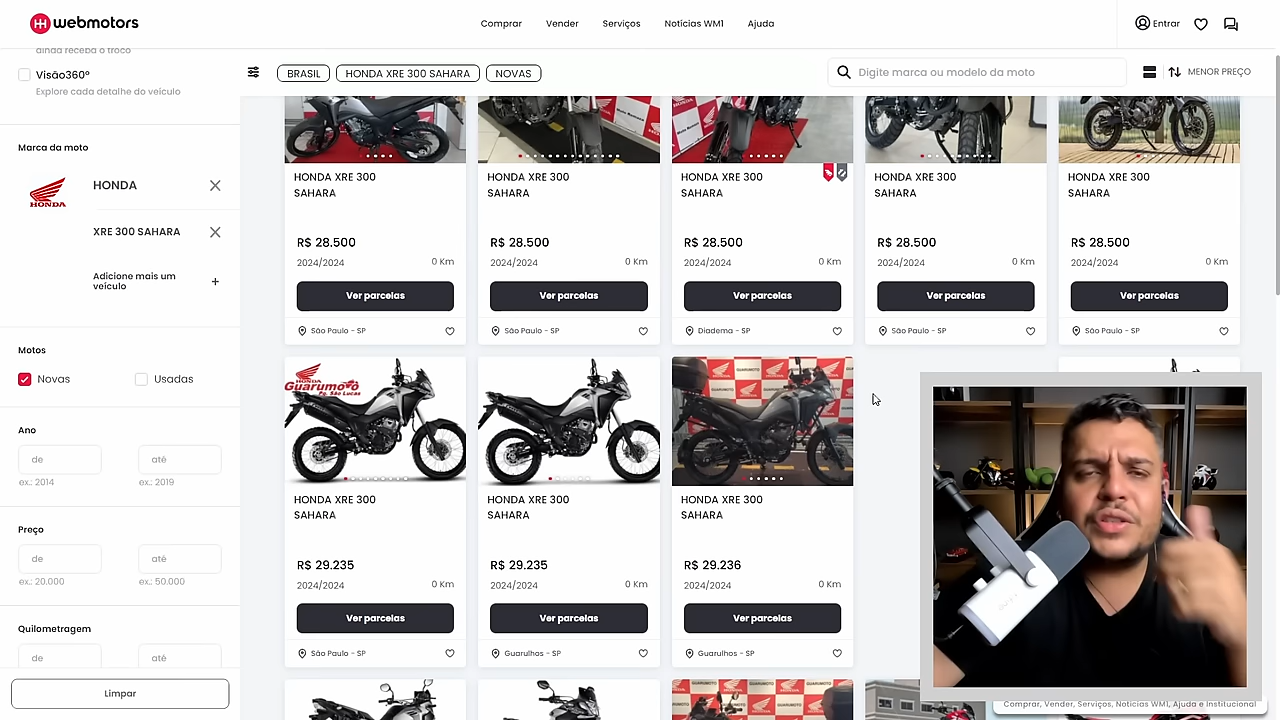 webmotors
Comprar
Vender
Serviços
Notícias WM1
Ajuda
Entrar
ainda receba o troco
Visão360º
Explore cada detalhe do veículo
BRASIL
HONDA XRE 300 SAHARA
NOVAS
Digite marca ou modelo da moto
MENOR PREÇO
Marca da moto
HONDA
HONDA
XRE 300 SAHARA
Adicione mais um
veículo
Motos
Novas
Usadas
Ano
de
até
ex.: 2014
ex.: 2019
Preço
de
até
ex.: 20.000
ex.: 50.000
Quilometragem
de
até
Limpar
HONDA XRE 300
SAHARA
R$ 28.500
2024/2024
0 Km
Ver parcelas
São Paulo - SP
HONDA XRE 300
SAHARA
R$ 28.500
2024/2024
0 Km
Ver parcelas
São Paulo - SP
HONDA XRE 300
SAHARA
R$ 28.500
2024/2024
0 Km
Ver parcelas
Diadema - SP
HONDA XRE 300
SAHARA
R$ 28.500
2024/2024
0 Km
Ver parcelas
São Paulo - SP
HONDA XRE 300
SAHARA
R$ 28.500
2024/2024
0 Km
Ver parcelas
São Paulo - SP
HONDA
Guarumoto
Pq. São Lucas
HONDA XRE 300
SAHARA
R$ 29.235
2024/2024
0 Km
Ver parcelas
São Paulo - SP
HONDA XRE 300
SAHARA
R$ 29.235
2024/2024
0 Km
Ver parcelas
Guarulhos - SP
HONDA XRE 300
SAHARA
R$ 29.236
2024/2024
0 Km
Ver parcelas
Guarulhos - SP
Comprar, Vender, Serviços, Notícias WM1, Ajuda e Institucional